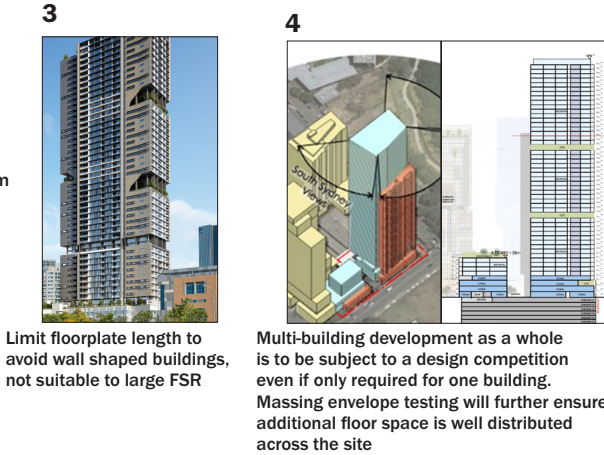 3
Limit floorplate length to
avoid wall shaped buildings,
not suitable to large FSR
4
South Sydney
Views
Multi-building development as a whole
is to be subject to a design competition
even if only required for one building.
Massing envelope testing will further ensure
additional floor space is well distributed
across the site